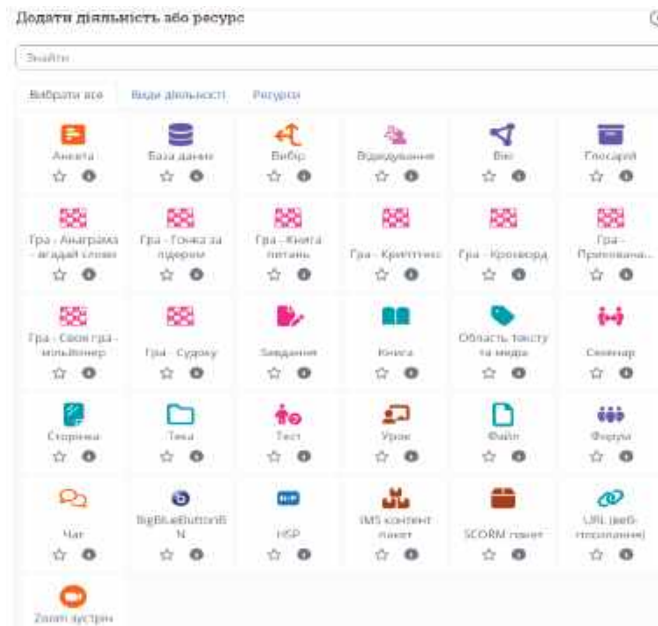 Додати діяльність або ресурс
Знайти
Вибрати все Види діяльності Ресурси
Анкета База даних Вибір Відвідування Вікі Глосарій
Гра - Анаграма Гра - Гонка за Гра - Книга Гра - Криптекс Гра - Кросворд Гра -
- вгадай слово лідером питань Прихована...
Гра - Своя гра - Гра - Судоку Завдання Книга Область тексту Семінар
мільйонер та медіа
Сторінка Тека Тест Урок Файл Форум
Чат BigBlueButtonB H5P IMS контент SCORM пакет URL (веб-
N пакет посилання)
Zoom зустріч